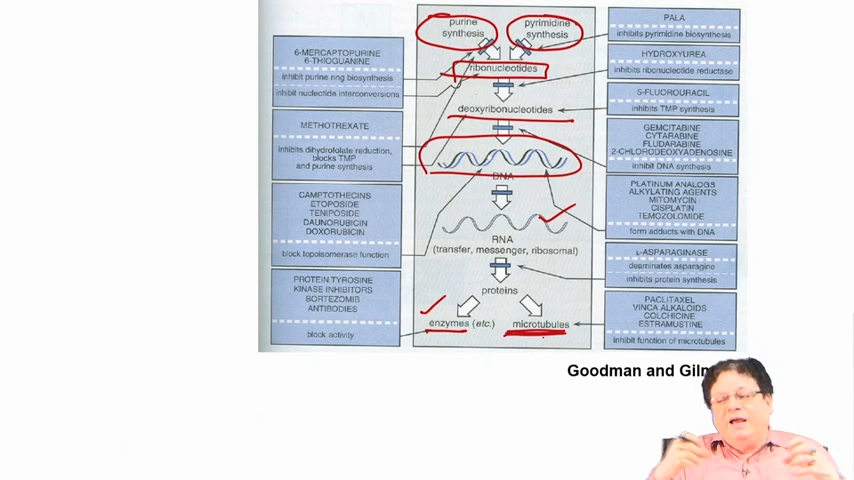 purine
synthesis
pyrimidine
synthesis
ribonucleotides
deoxyribonucleotides
DNA
RNA
(transfer, messenger, ribosomal)
proteins
enzymes (etc.)
microtubules
6-MERCAPTOPURINE
6-THIOGUANINE
inhibit purine ring biosynthesis
inhibit nucleotide interconversions
METHOTREXATE
inhibits dihydrofolate reduction,
blocks TMP
and purine synthesis
CAMPTOTHECINS
ETOPOSIDE
TENIPOSIDE
DAUNORUBICIN
DOXORUBICIN
block topoisomerase function
PROTEIN TYROSINE
KINASE INHIBITORS
BORTEZOMIB
ANTIBODIES
block activity
PALA
inhibits pyrimidine biosynthesis
HYDROXYUREA
inhibits ribonucleotide reductase
5-FLUOROURACIL
inhibits TMP synthesis
GEMCITABINE
CYTARABINE
FLUDARABINE
2-CHLORODEOXYADENOSINE
inhibit DNA synthesis
PLATINUM ANALOGS
ALKYLATING AGENTS
MITOMYCIN
CISPLATIN
TEMOZOLOMIDE
form adducts with DNA
L-ASPARAGINASE
deaminates asparagine
inhibits protein synthesis
PACLITAXEL
VINCA ALKALOIDS
COLCHICINE
ESTRAMUSTINE
inhibit function of microtubules
Goodman and